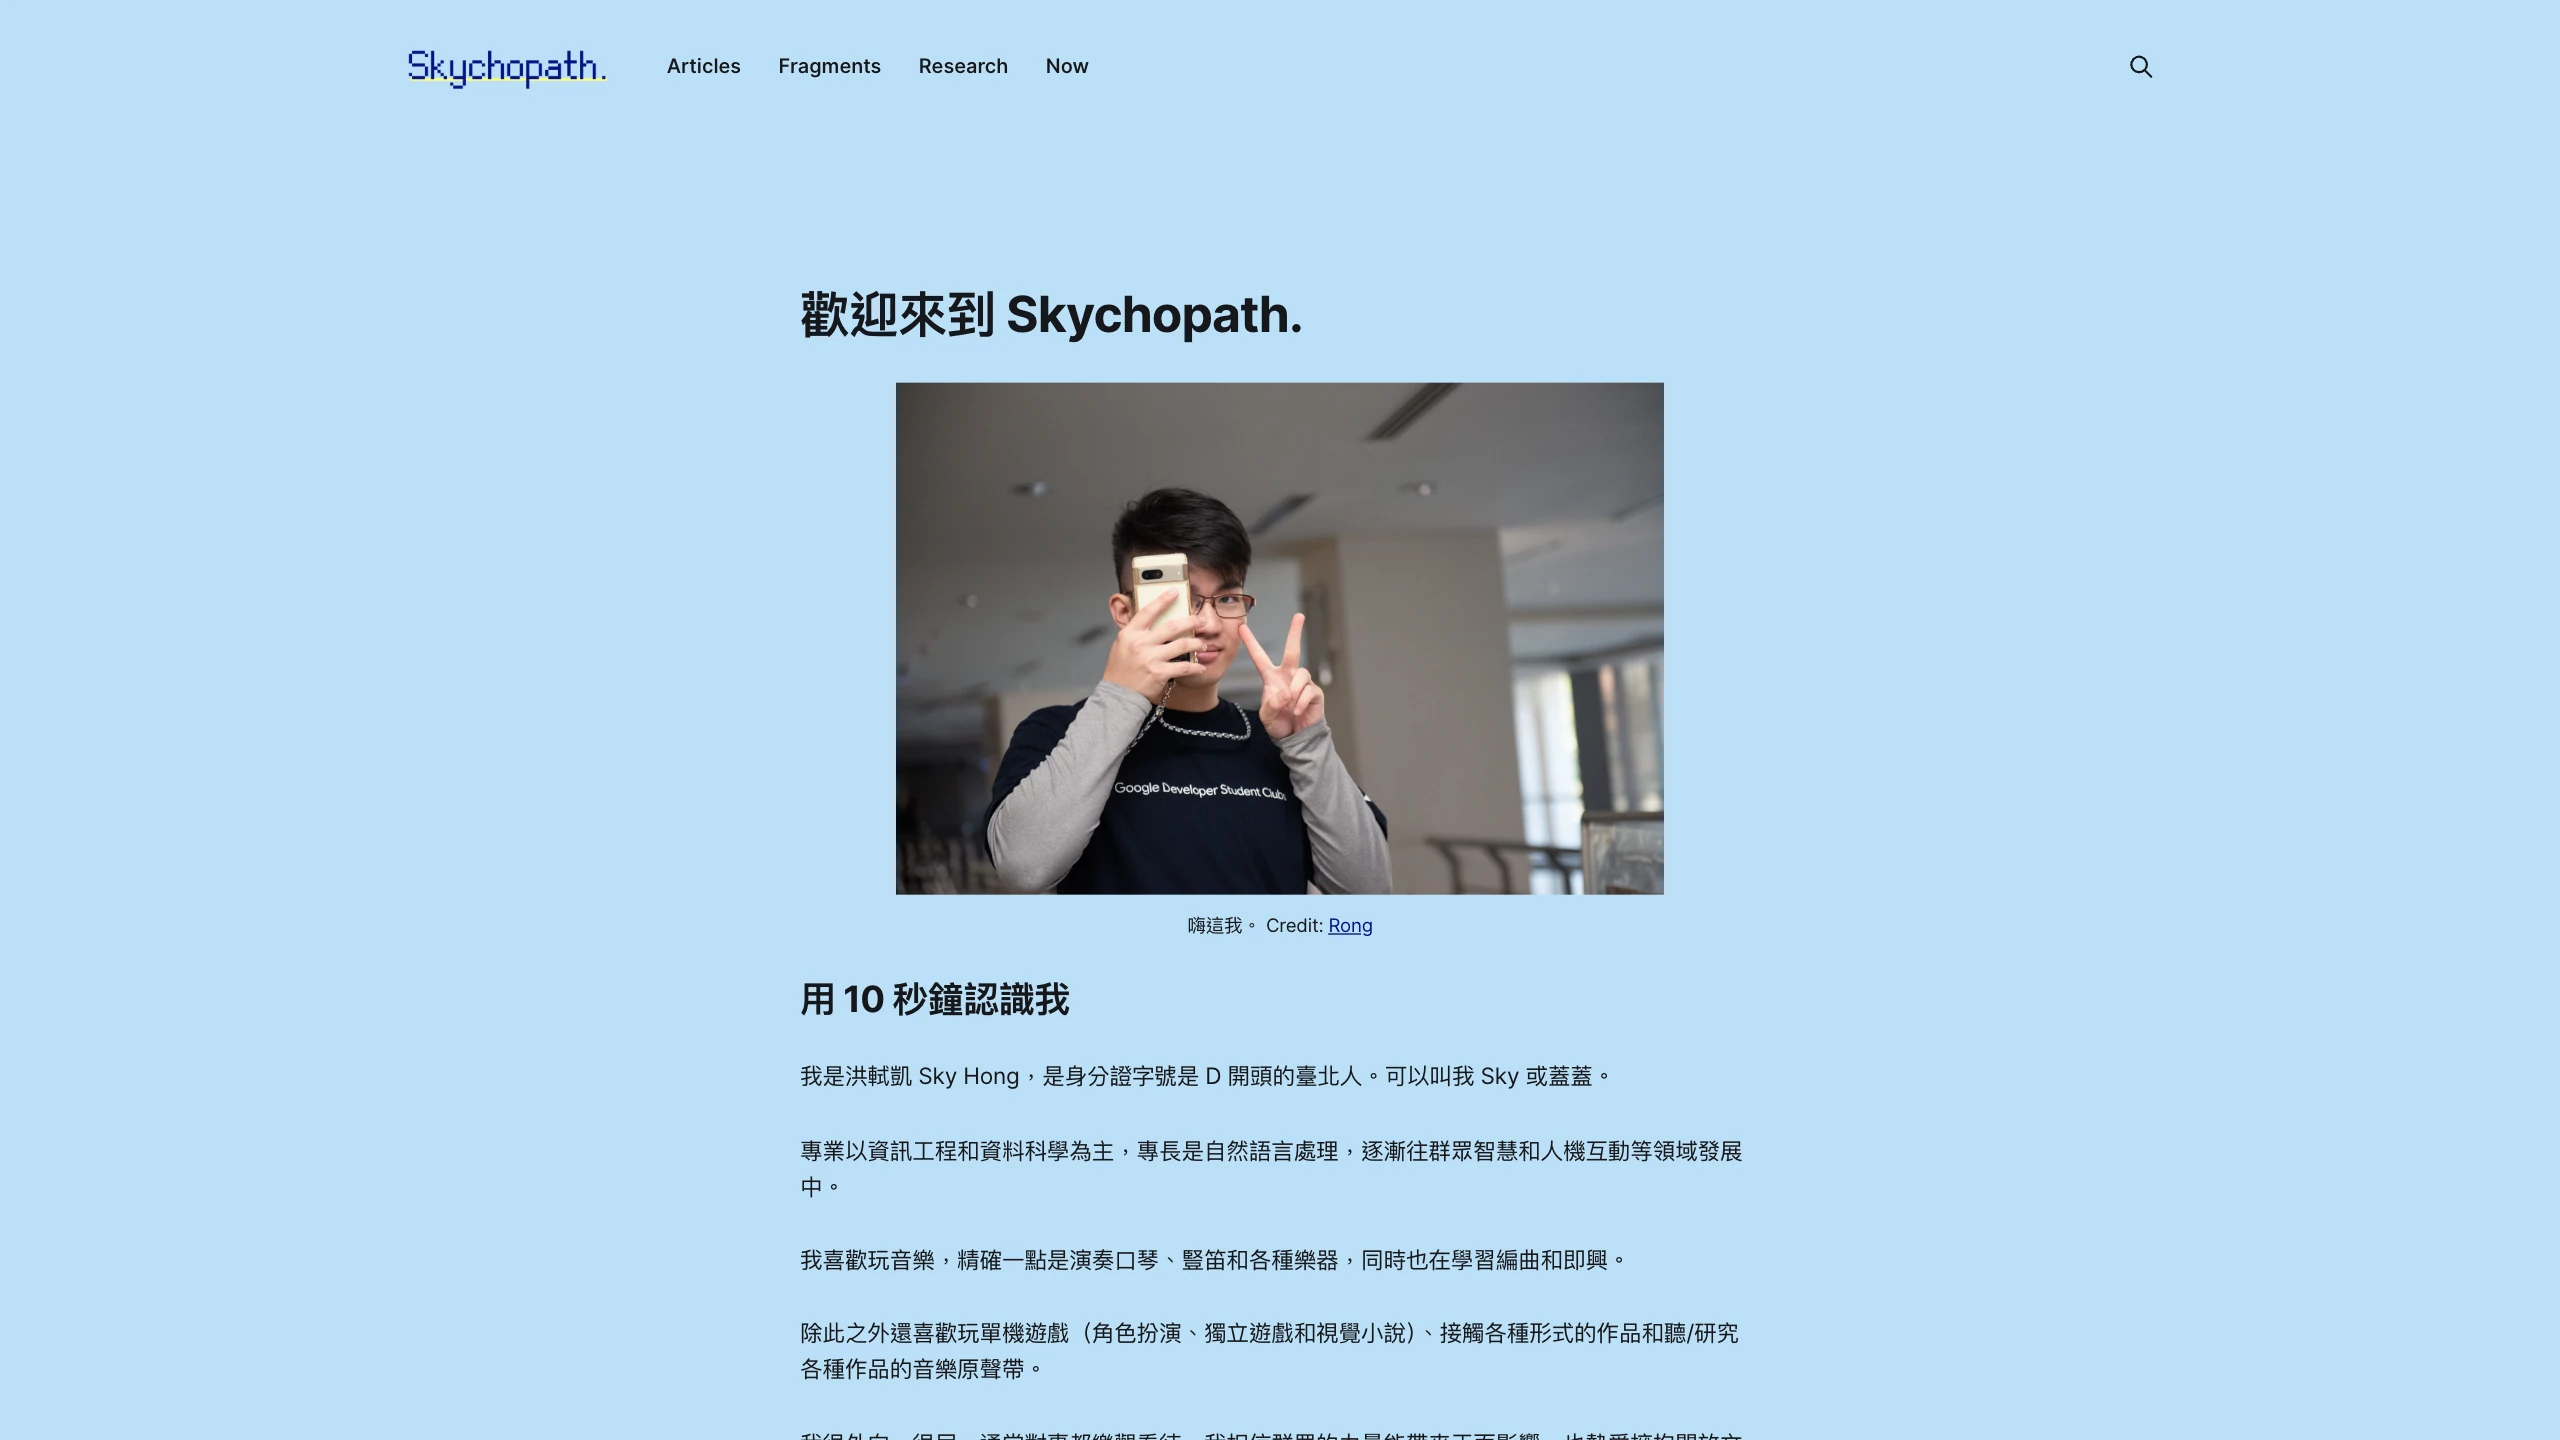 Skychopath.
Articles
Fragments
Research
Now
歡迎來到 Skychopath.
Google Developer Student Clubs
嗨這我。 Credit: Rong
用 10 秒鐘認識我
我是洪軾凱 Sky Hong，是身分證字號是 D 開頭的臺北人。可以叫我 Sky 或蓋蓋。
專業以資訊工程和資料科學為主，專長是自然語言處理，逐漸往群眾智慧和人機互動等領域發展
中。
我喜歡玩音樂，精確一點是演奏口琴、豎笛和各種樂器，同時也在學習編曲和即興。
除此之外還喜歡玩單機遊戲（角色扮演、獨立遊戲和視覺小說）、接觸各種形式的作品和聽/研究
各種作品的音樂原聲帶。